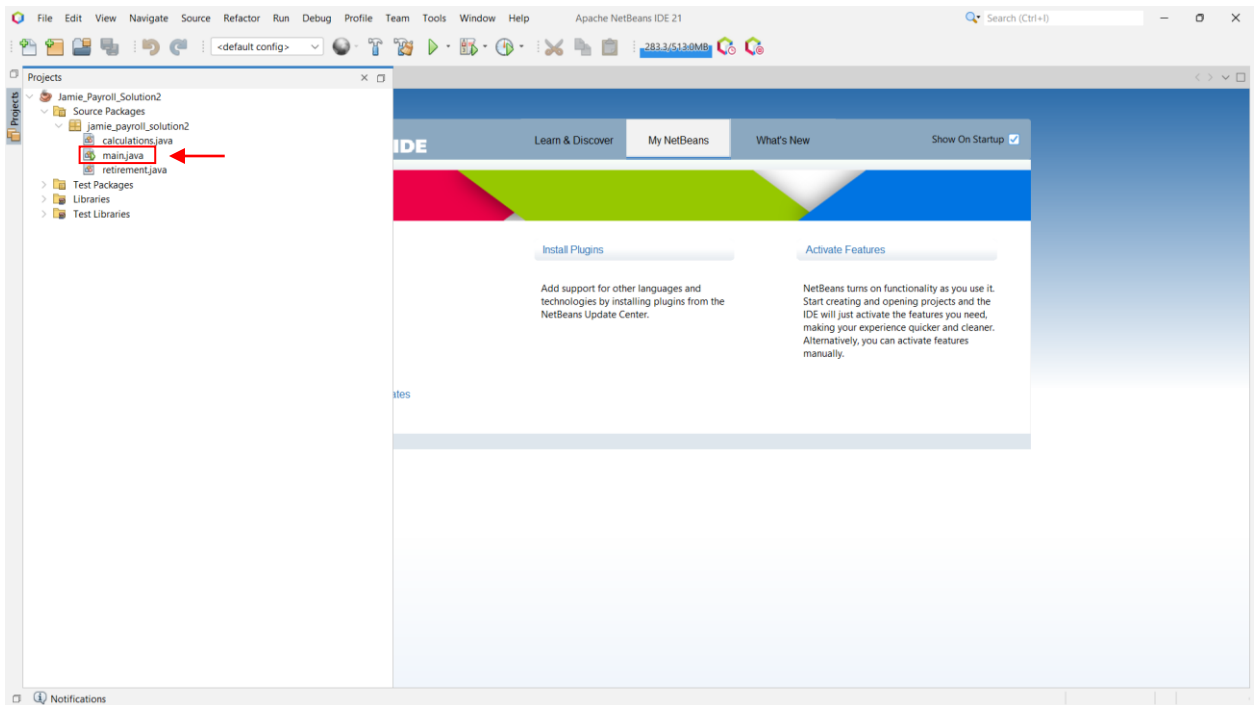 File Edit View Navigate Source Refactor Run Debug Profile Team Tools Window Help Apache NetBeans IDE 21 Search (Ctrl+I)
<default config> 283.3/513.0MB
Projects
Projects
Jamie_Payroll_Solution2
Source Packages
jamie_payroll_solution2
calculations.java
main.java
retirement.java
Test Packages
Libraries
Test Libraries
IDE Learn & Discover My NetBeans What's New Show On Startup
Install Plugins
Add support for other languages and
technologies by installing plugins from the
NetBeans Update Center.
Activate Features
NetBeans turns on functionality as you use it.
Start creating and opening projects and the
IDE will just activate the features you need,
making your experience quicker and cleaner.
Alternatively, you can activate features
manually.
ates
Notifications